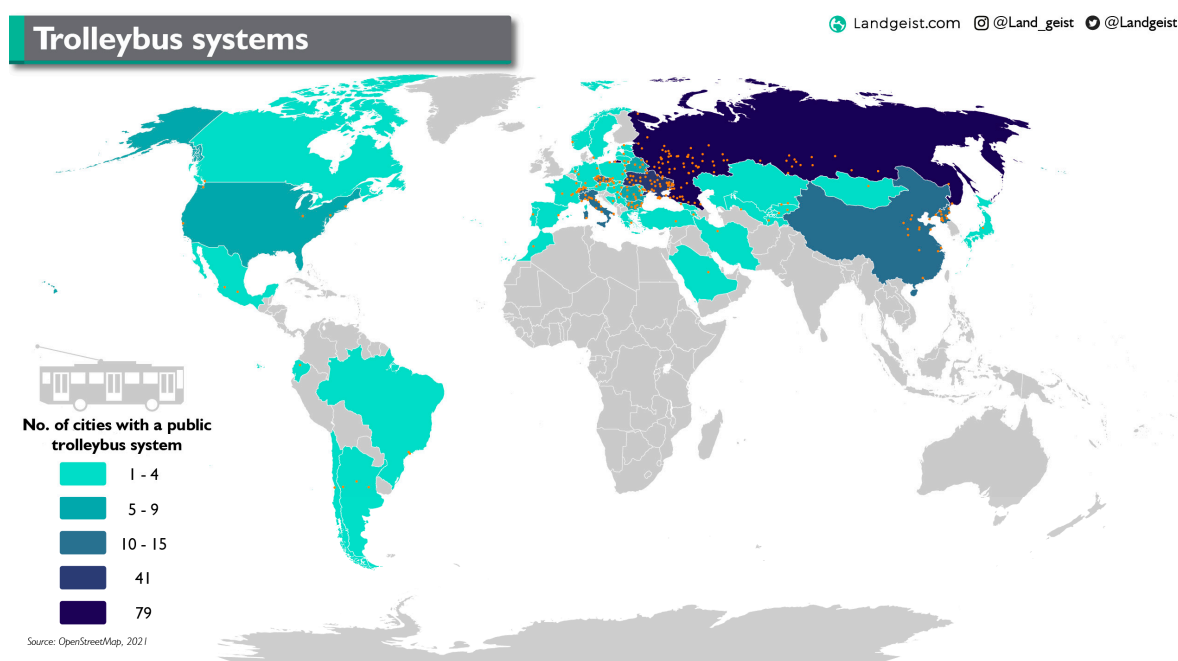 Trolleybus systems
Landgeist.com @Land_geist @Landgeist
No. of cities with a public
trolleybus system
1 - 4
5 - 9
10 - 15
41
79
Source: OpenStreetMap, 2021